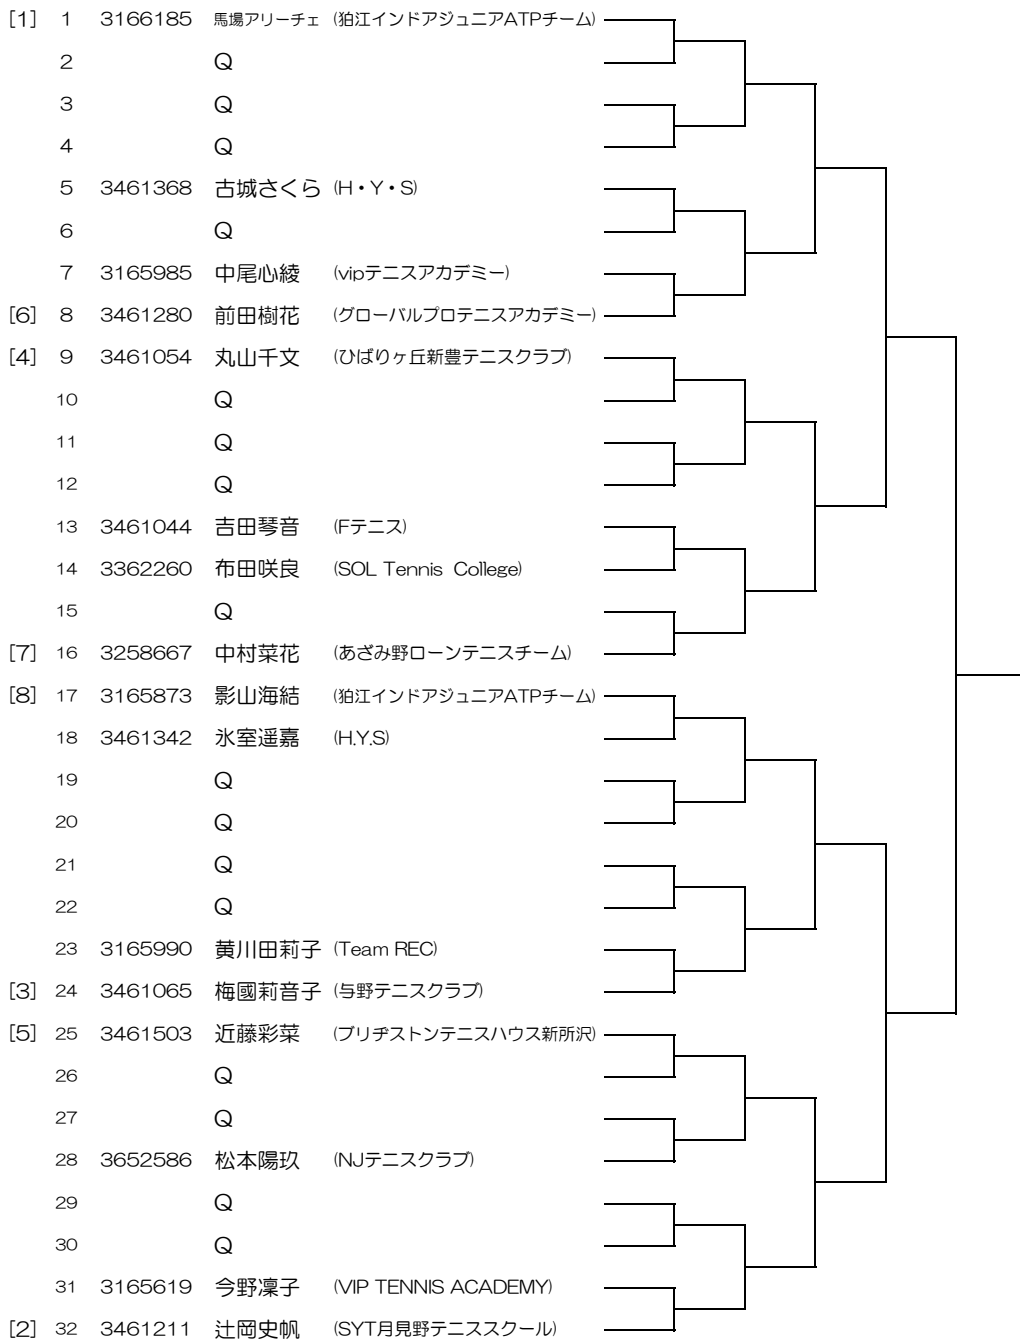 [1] 1 3166185 馬場アリーチェ (狛江インドアジュニアATPチーム)
2 Q
3 Q
4 Q
5 3461368 古城さくら (H・Y・S)
6 Q
7 3165985 中尾心綾 (vipテニスアカデミー)
[6] 8 3461280 前田樹花 (グローバルプロテニスアカデミー)
[4] 9 3461054 丸山千文 (ひばりヶ丘新豊テニスクラブ)
10 Q
11 Q
12 Q
13 3461044 吉田琴音 (Fテニス)
14 3362260 布田咲良 (SOL Tennis College)
15 Q
[7] 16 3258667 中村菜花 (あざみ野ローンテニスチーム)
[8] 17 3165873 影山海結 (狛江インドアジュニアATPチーム)
18 3461342 氷室遥嘉 (H.Y.S)
19 Q
20 Q
21 Q
22 Q
23 3165990 黄川田莉子 (Team REC)
[3] 24 3461065 梅國莉音子 (与野テニスクラブ)
[5] 25 3461503 近藤彩菜 (ブリヂストンテニスハウス新所沢)
26 Q
27 Q
28 3652586 松本陽玖 (NJテニスクラブ)
29 Q
30 Q
31 3165619 今野凜子 (VIP TENNIS ACADEMY)
[2] 32 3461211 辻岡史帆 (SYT月見野テニススクール)